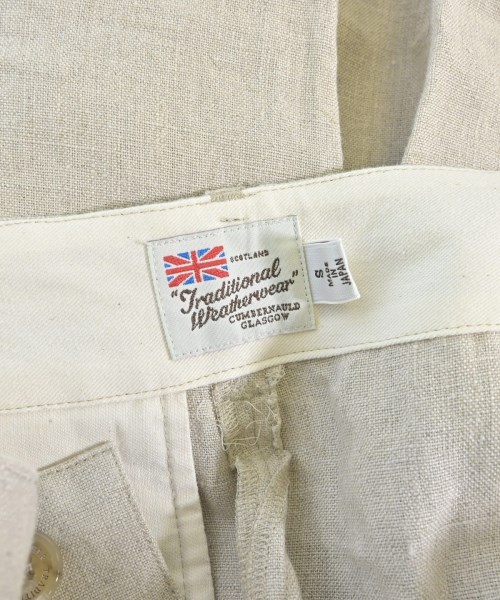 SCOTLAND
"Traditional
Weatherwear"
CUMBERNAULD
GLASGOW
S
MADE
IN
JAPAN